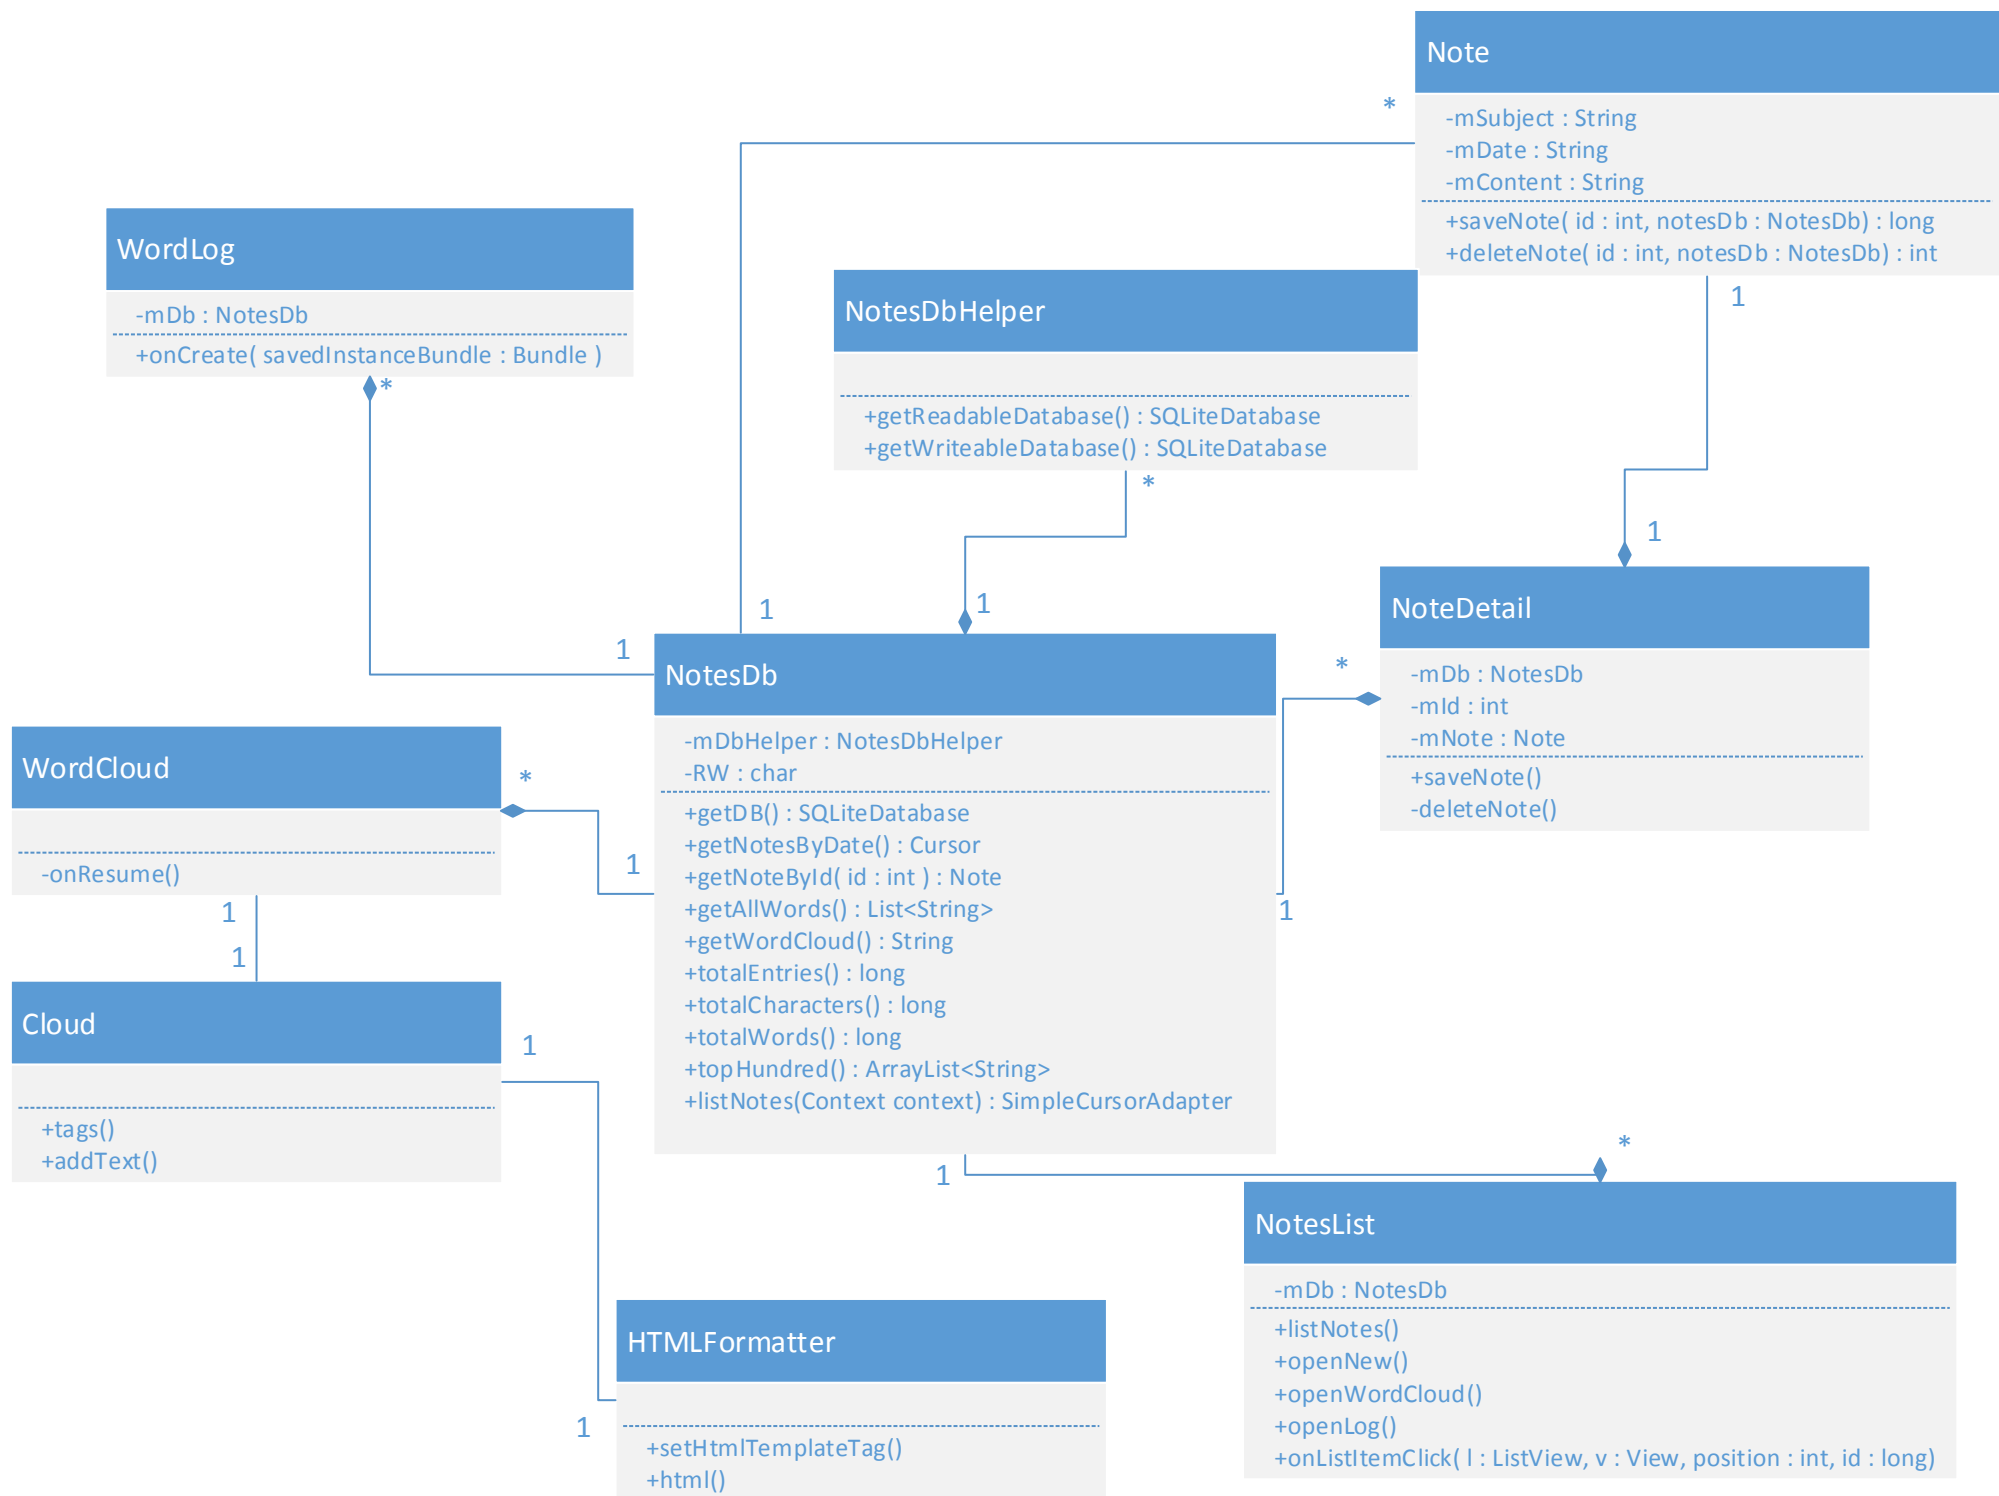 Note
-mSubject : String
-mDate : String
-mContent : String
+saveNote( id : int, notesDb : NotesDb) : long
+deleteNote( id : int, notesDb : NotesDb) : int
*
1
WordLog
-mDb : NotesDb
+onCreate( savedInstanceBundle : Bundle )
*
NotesDbHelper
+getReadableDatabase() : SQLiteDatabase
+getWriteableDatabase() : SQLiteDatabase
*
1
1
1
1
NoteDetail
-mDb : NotesDb
-mId : int
-mNote : Note
+saveNote()
-deleteNote()
*
1
NotesDb
-mDbHelper : NotesDbHelper
-RW : char
+getDB() : SQLiteDatabase
+getNotesByDate() : Cursor
+getNoteById( id : int ) : Note
+getAllWords() : List<String>
+getWordCloud() : String
+totalEntries() : long
+totalCharacters() : long
+totalWords() : long
+topHundred() : ArrayList<String>
+listNotes(Context context) : SimpleCursorAdapter
WordCloud
-onResume()
*
1
1
1
Cloud
+tags()
+addText()
1
1
*
NotesList
-mDb : NotesDb
+listNotes()
+openNew()
+openWordCloud()
+openLog()
+onListItemClick( l : ListView, v : View, position : int, id : long)
HTMLFormatter
+setHtmlTemplateTag()
+html()
1